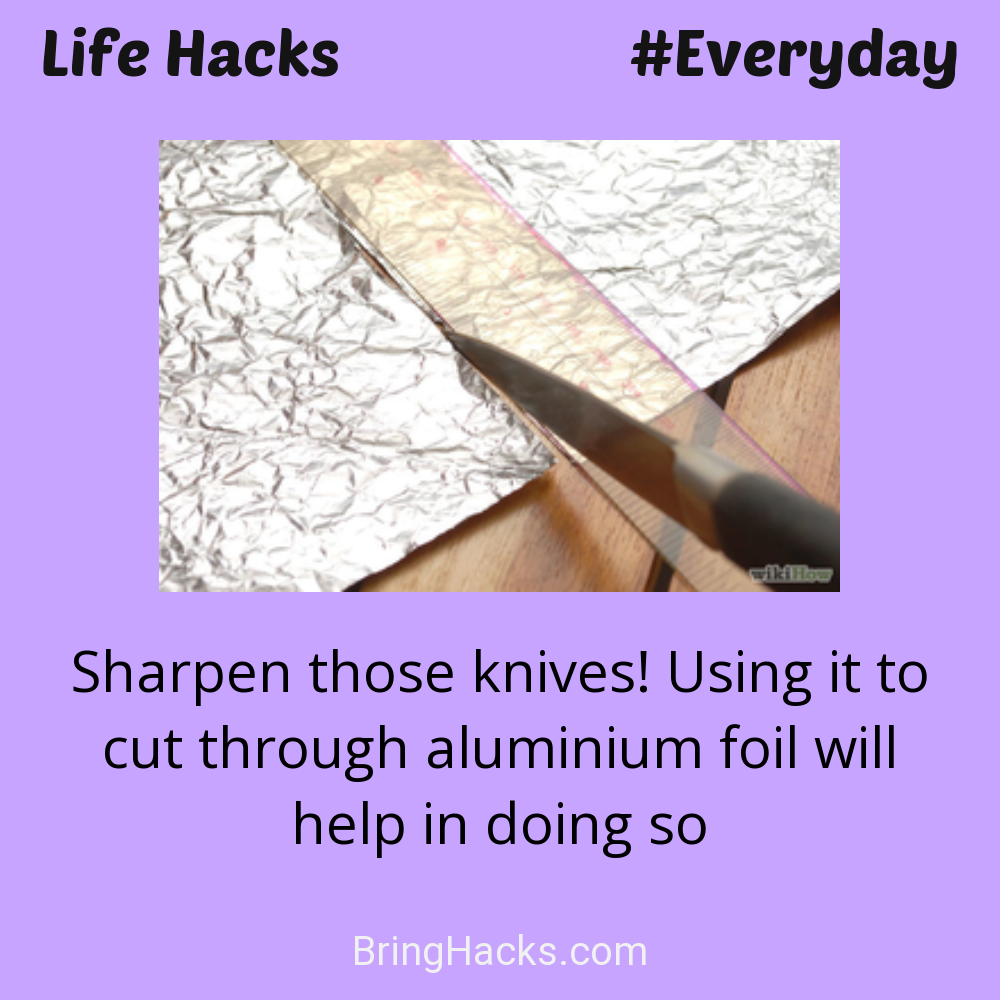 Life Hacks #Everyday
wikiHow
Sharpen those knives! Using it to
cut through aluminium foil will
help in doing so
BringHacks.com